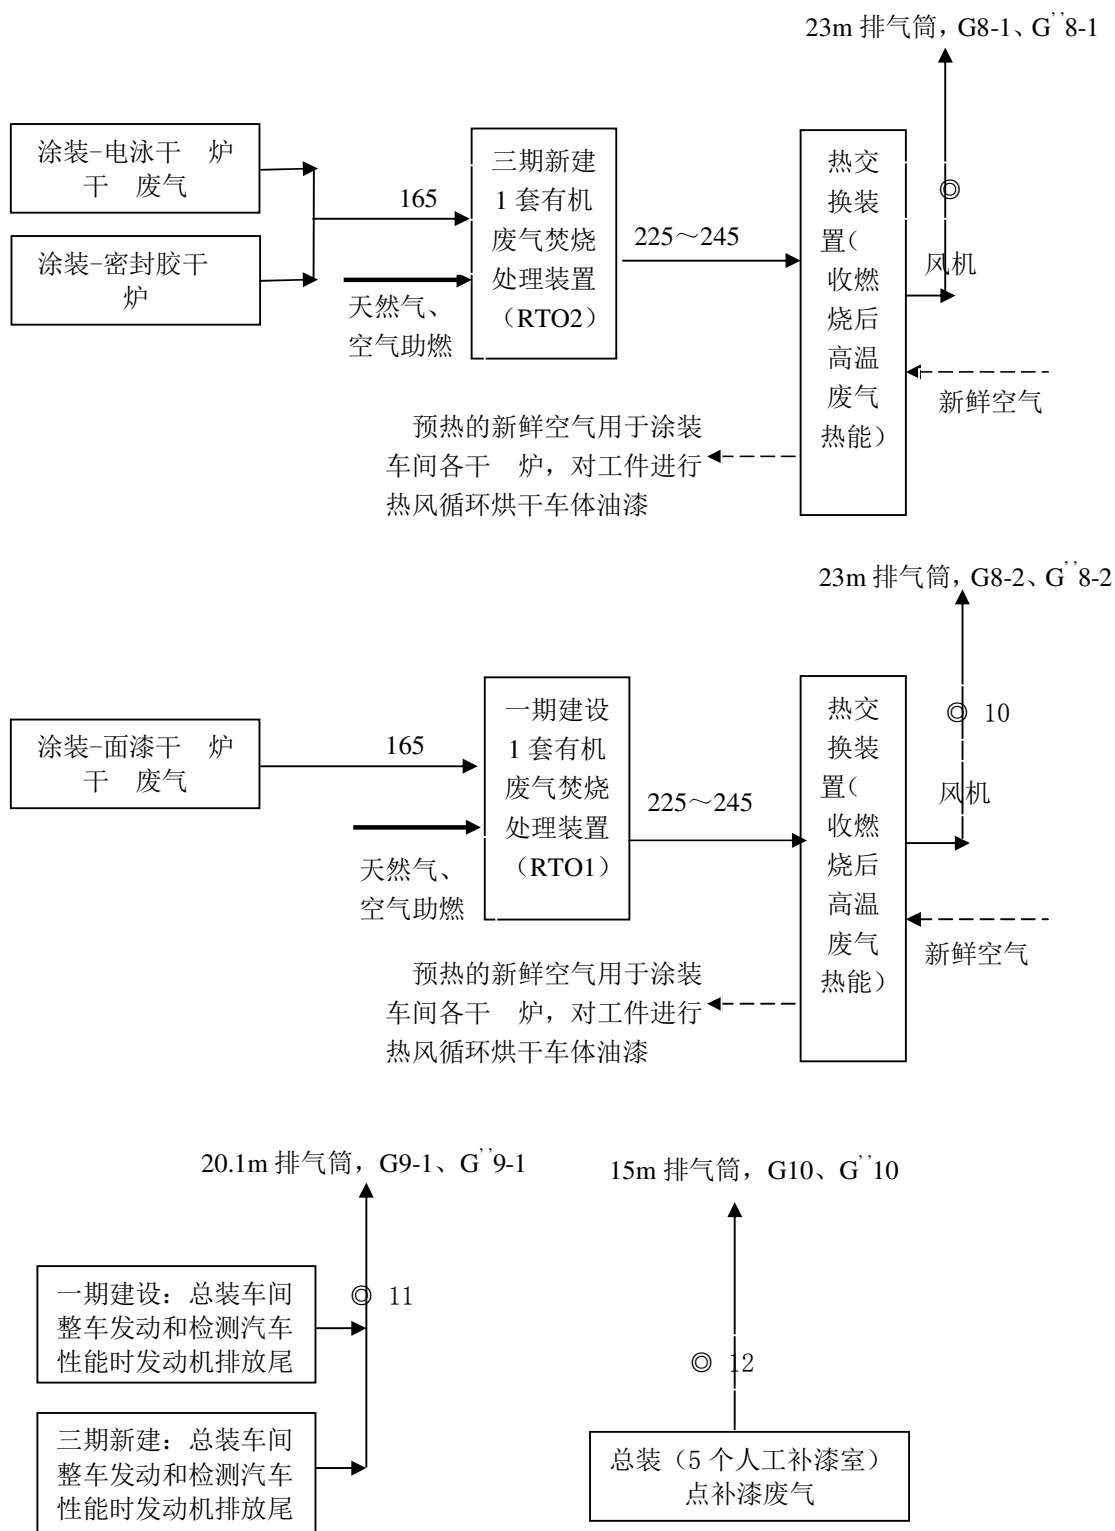 23m 排气筒，G8-1、G’’8-1
涂装-电泳干　炉
干　废气
涂装-密封胶干
炉
165
天然气、
空气助燃
三期新建
1 套有机
废气焚烧
处理装置
（RTO2）
225～245
热交
换装
置（
收燃
烧后
高温
废气
热能）
◎
风机
新鲜空气
预热的新鲜空气用于涂装
车间各干　炉，对工件进行
热风循环烘干车体油漆
23m 排气筒，G8-2、G’’8-2
涂装-面漆干　炉
干　废气
165
天然气、
空气助燃
一期建设
1 套有机
废气焚烧
处理装置
（RTO1）
225～245
热交
换装
置（
收燃
烧后
高温
废气
热能）
◎ 10
风机
新鲜空气
预热的新鲜空气用于涂装
车间各干　炉，对工件进行
热风循环烘干车体油漆
20.1m 排气筒，G9-1、G’’9-1
◎ 11
一期建设：总装车间
整车发动和检测汽车
性能时发动机排放尾
三期新建：总装车间
整车发动和检测汽车
性能时发动机排放尾
15m 排气筒，G10、G’’10
◎ 12
总装（5 个人工补漆室）
点补漆废气